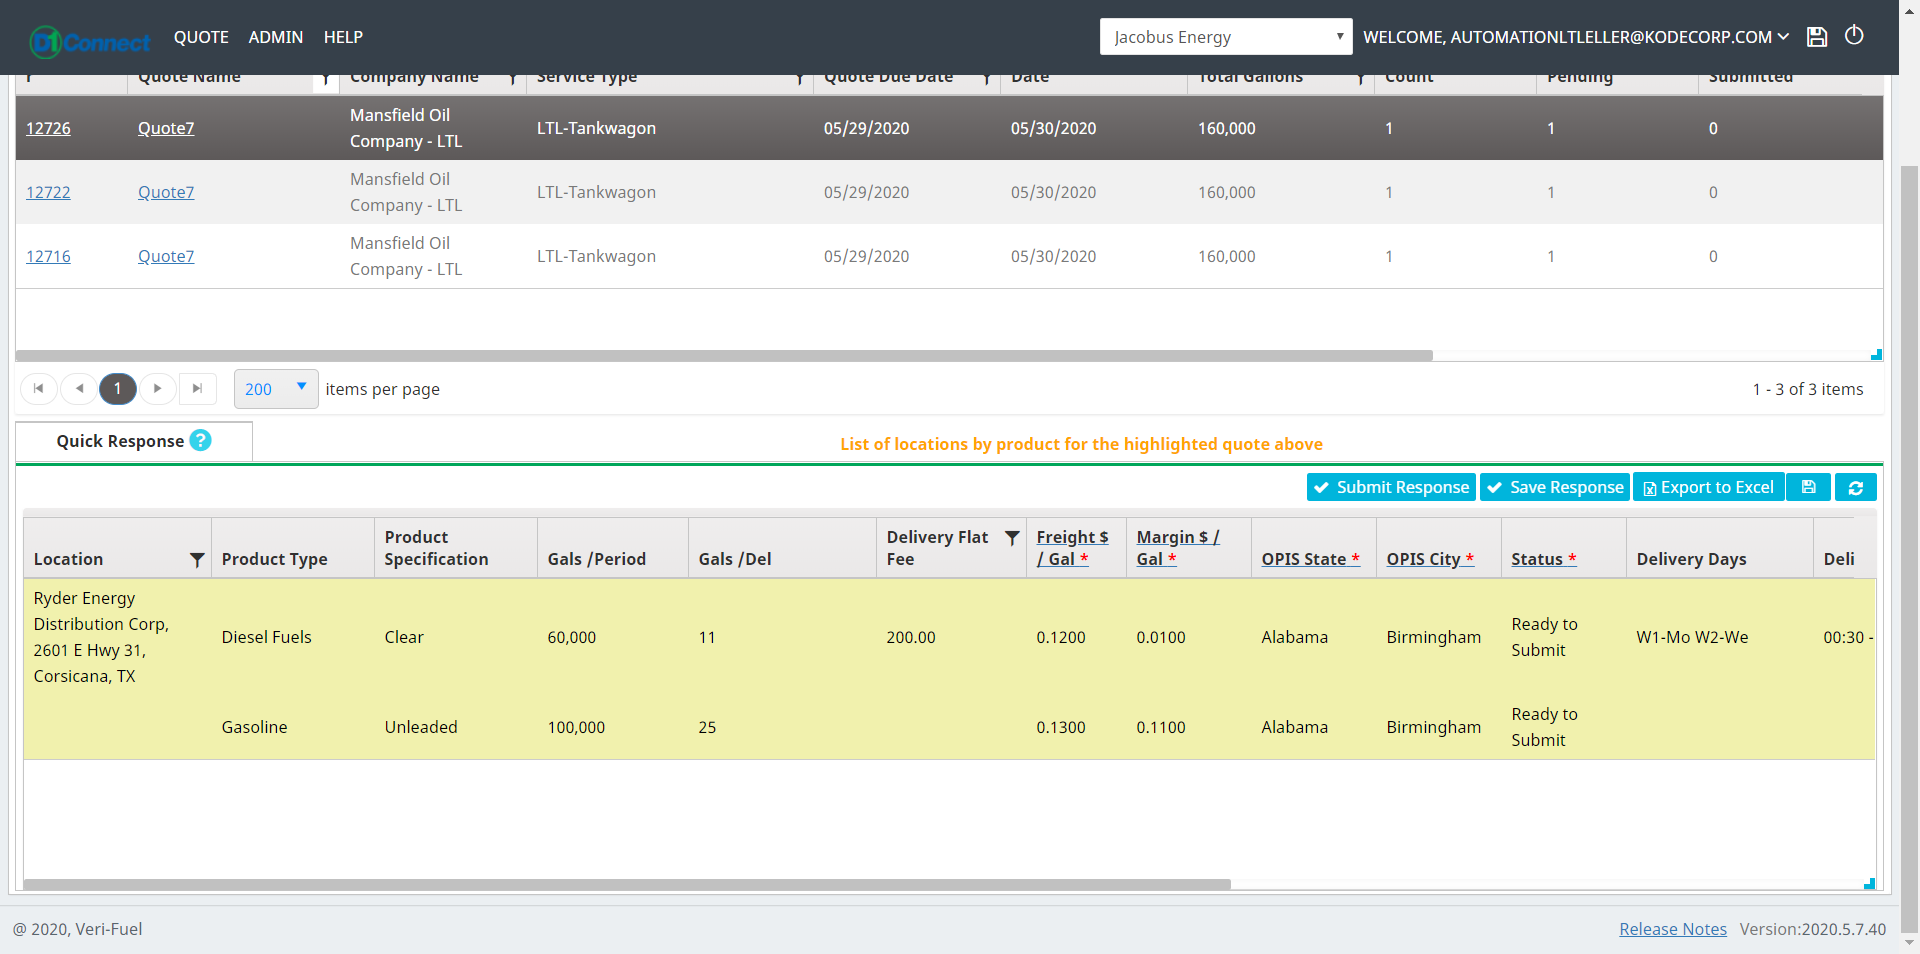 D1Connect QUOTE ADMIN HELP Jacobus Energy WELCOME, AUTOMATIONLTLELLER@KODECORP.COM
r Quote Name Company Name Service Type Quote Due Date Date Total Gallons Count Pending Submitted
12726 Quote7 Mansfield Oil Company - LTL LTL-Tankwagon 05/29/2020 05/30/2020 160,000 1 1 0
12722 Quote7 Mansfield Oil Company - LTL LTL-Tankwagon 05/29/2020 05/30/2020 160,000 1 1 0
12716 Quote7 Mansfield Oil Company - LTL LTL-Tankwagon 05/29/2020 05/30/2020 160,000 1 1 0
1 200 items per page 1 - 3 of 3 items
Quick Response ? List of locations by product for the highlighted quote above
Submit Response Save Response Export to Excel
Location Product Type Product Specification Gals /Period Gals /Del Delivery Flat Fee Freight $ / Gal * Margin $ / Gal * OPIS State * OPIS City * Status * Delivery Days Deli
Ryder Energy Distribution Corp, 2601 E Hwy 31, Corsicana, TX Diesel Fuels Clear 60,000 11 200.00 0.1200 0.0100 Alabama Birmingham Ready to Submit W1-Mo W2-We 00:30 -
Gasoline Unleaded 100,000 25 0.1300 0.1100 Alabama Birmingham Ready to Submit
@ 2020, Veri-Fuel Release Notes Version:2020.5.7.40